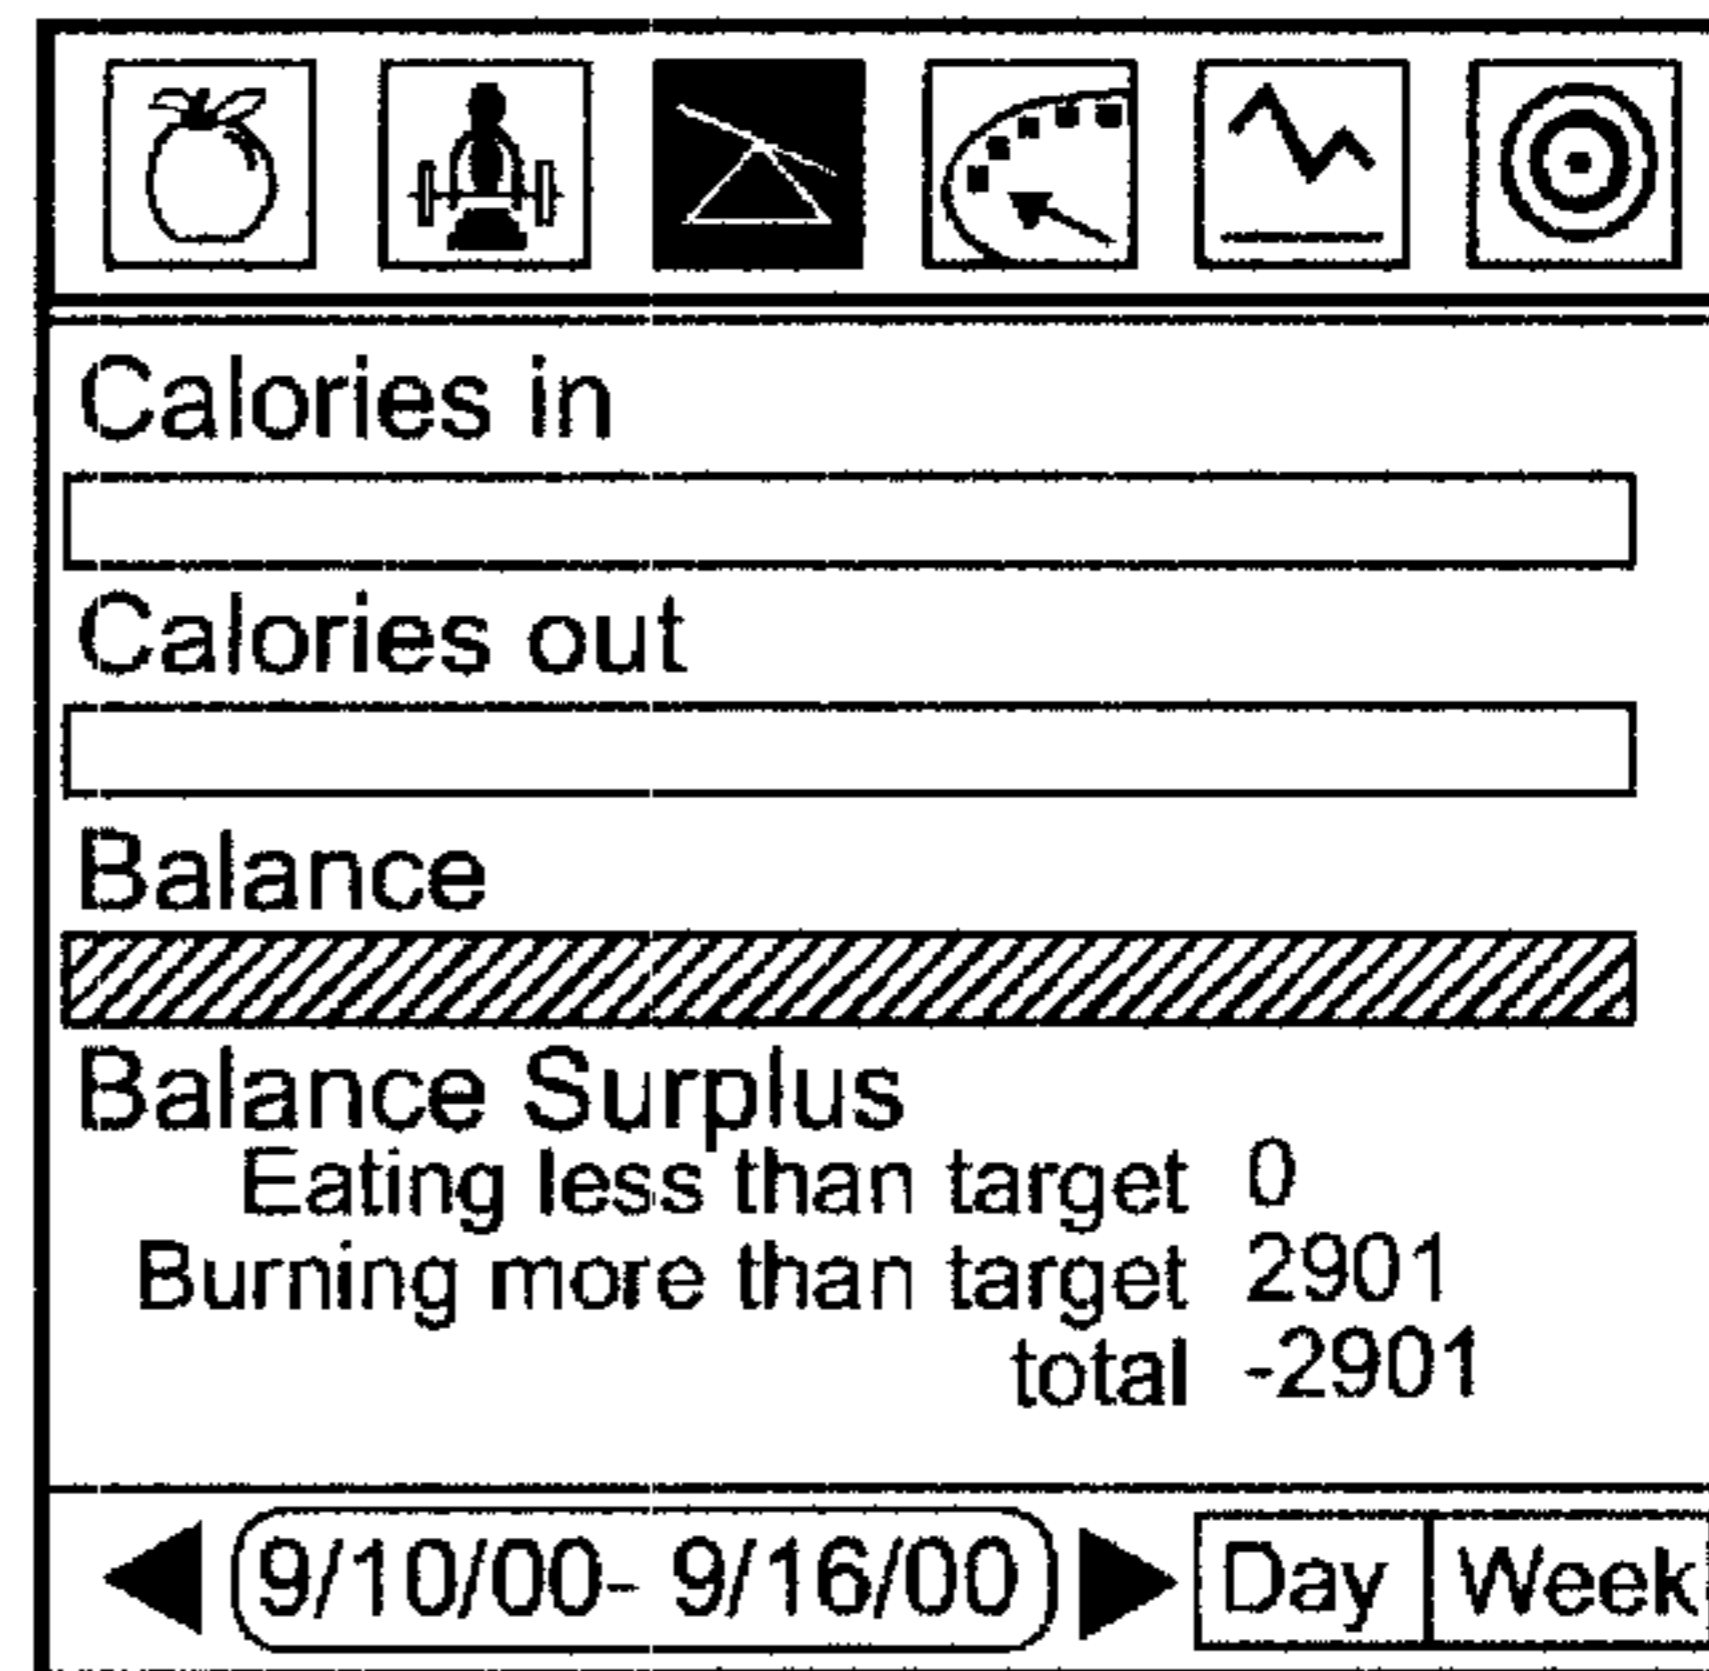 Calories in
Calories out
Balance
Balance Surplus
Eating less than target 0
Burning more than target 2901
total -2901
9/10/00- 9/16/00 Day Week